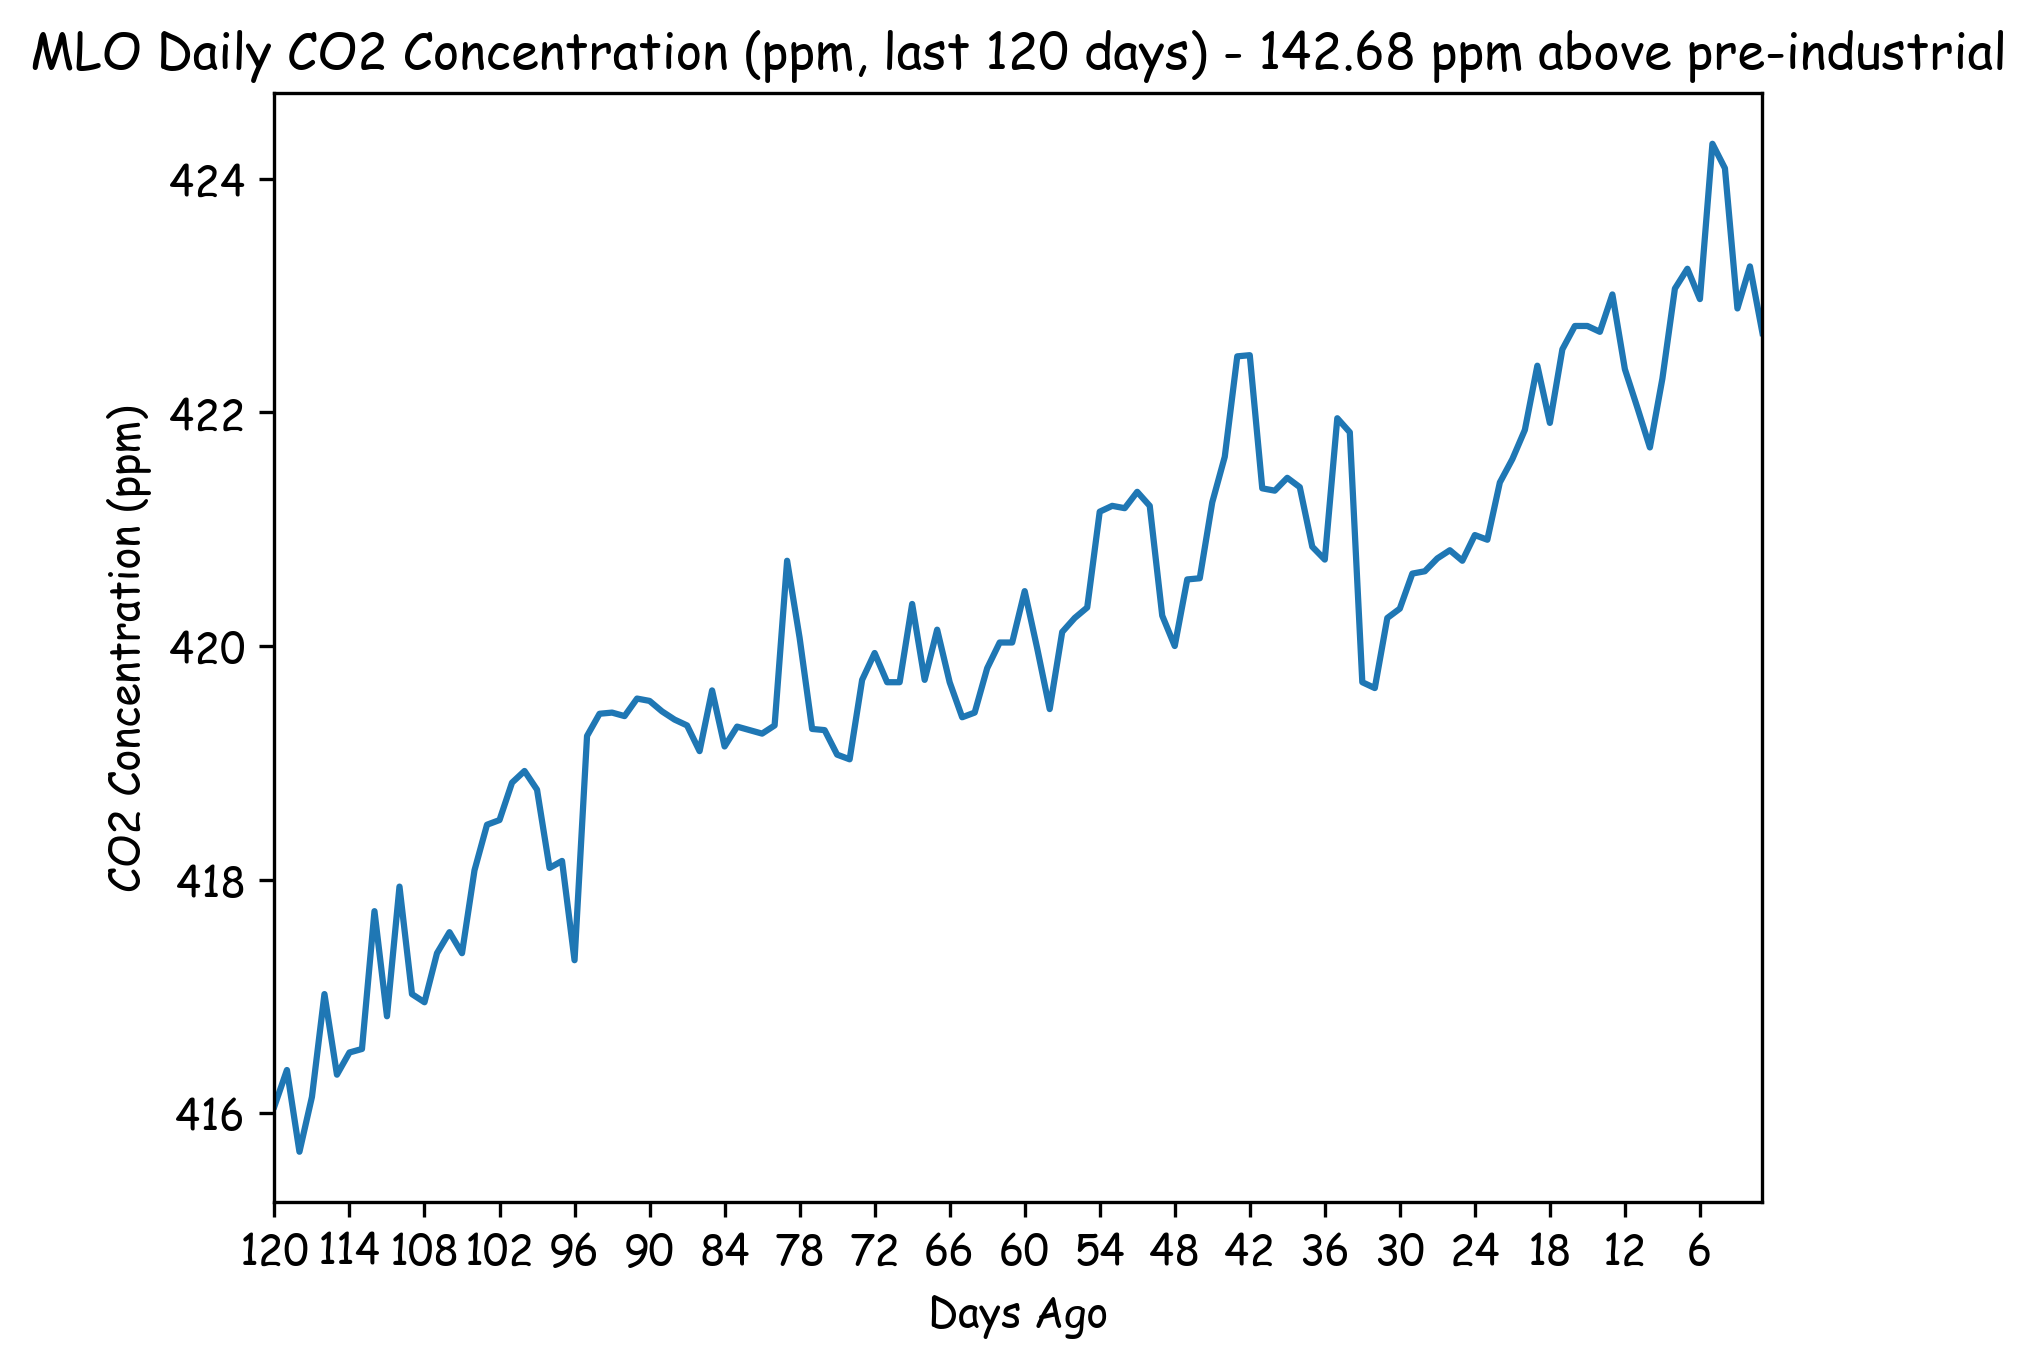 MLO Daily CO2 Concentration (ppm, last 120 days) - 142.68 ppm above pre-industrial
424
422
420
418
416
CO2 Concentration (ppm)
120 114 108 102 96 90 84 78 72 66 60 54 48 42 36 30 24 18 12 6
Days Ago